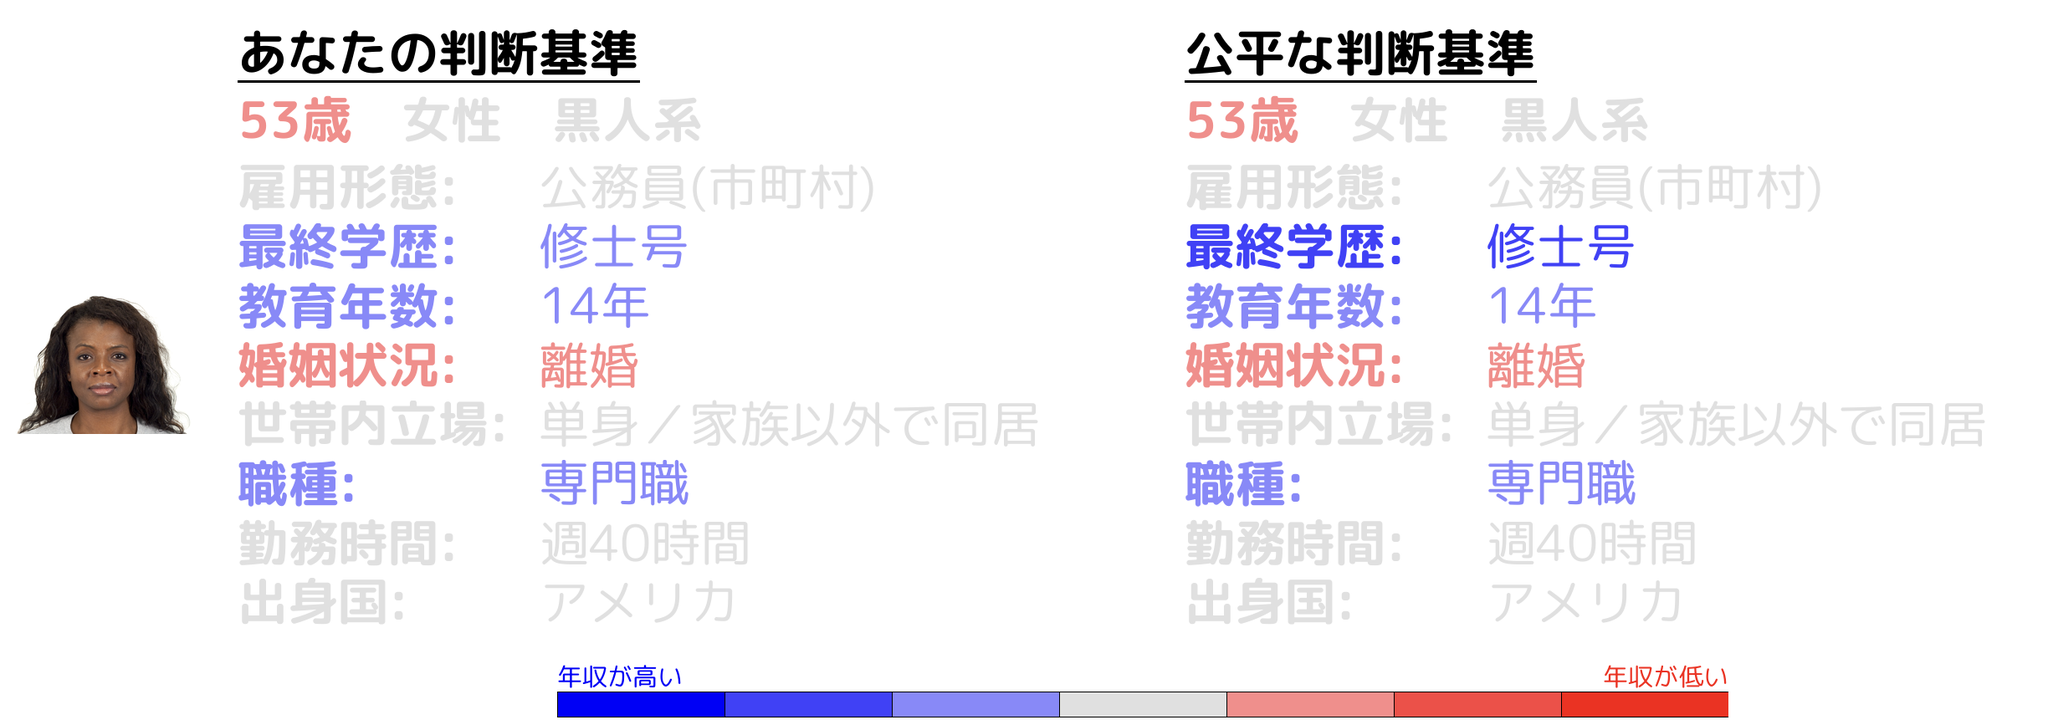 あなたの判断基準
53歳 女性 黒人系
雇用形態: 公務員(市町村)
最終学歴: 修士号
教育年数: 14年
婚姻状況: 離婚
世帯内立場: 単身／家族以外で同居
職種: 専門職
勤務時間: 週40時間
出身国: アメリカ
公平な判断基準
53歳 女性 黒人系
雇用形態: 公務員(市町村)
最終学歴: 修士号
教育年数: 14年
婚姻状況: 離婚
世帯内立場: 単身／家族以外で同居
職種: 専門職
勤務時間: 週40時間
出身国: アメリカ
年収が高い
年収が低い